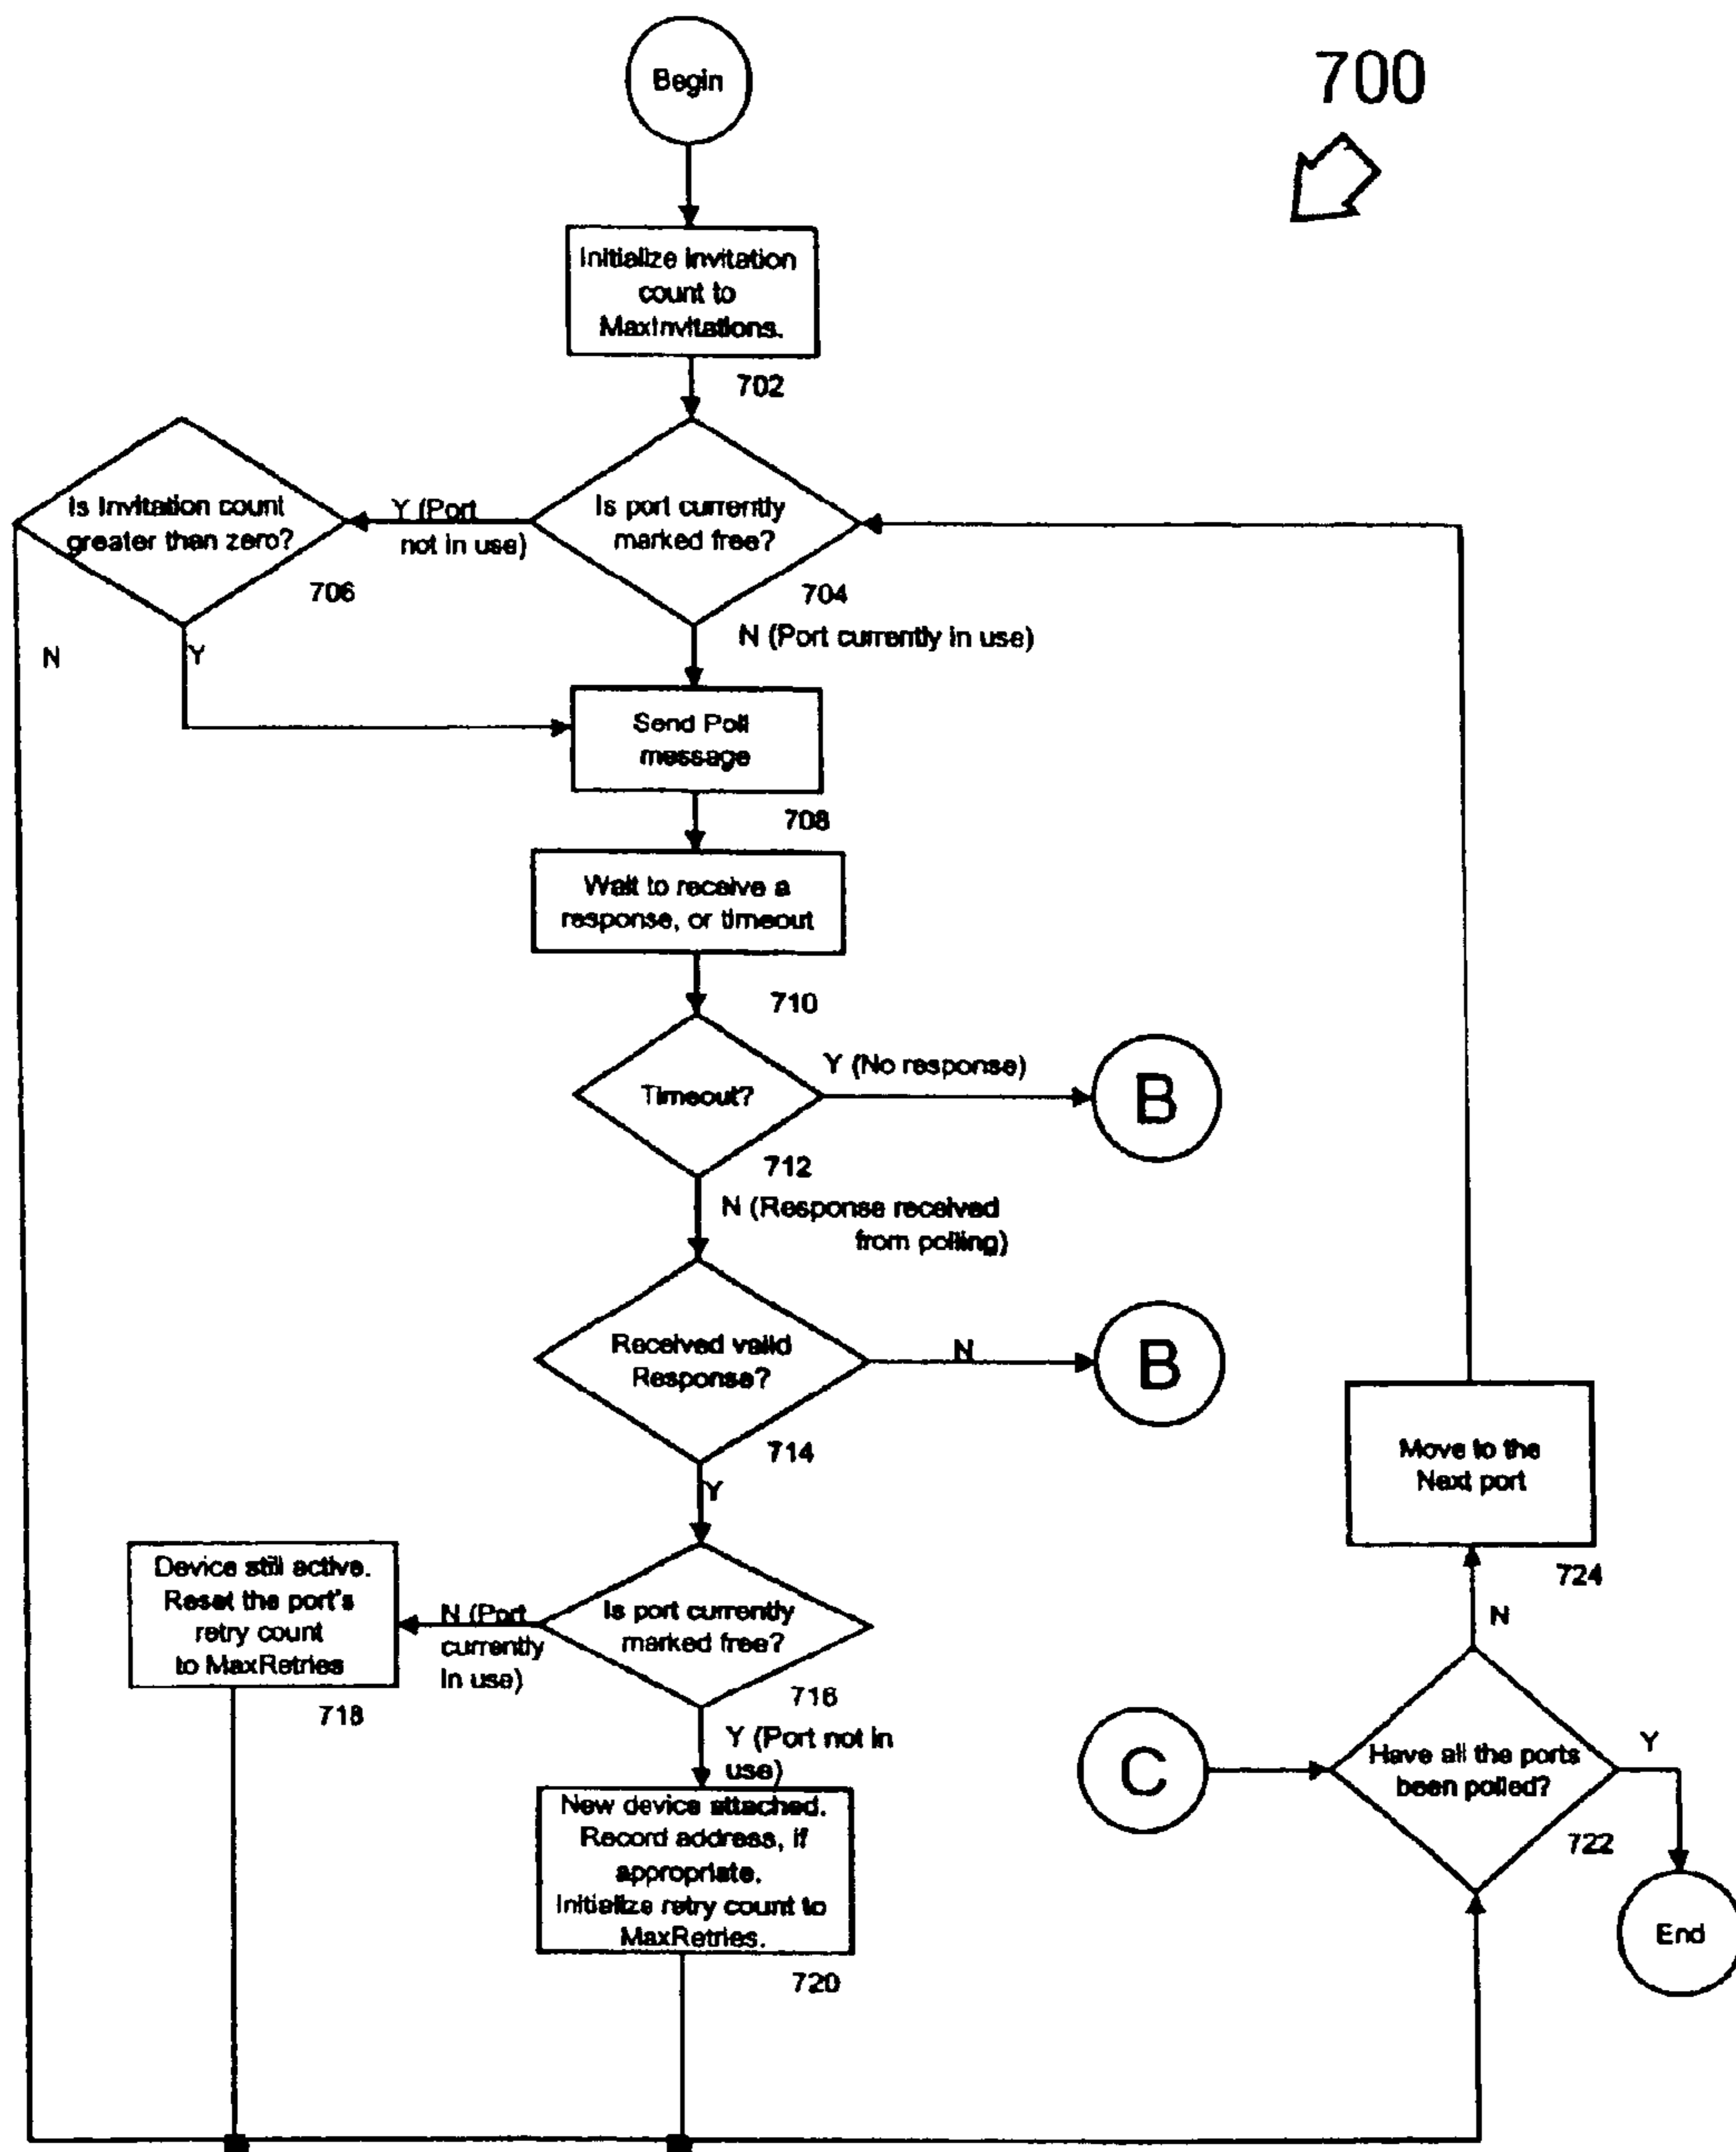 Begin
700
Initialize invitation
count to
MaxInvitations.
702
Is Invitation count
greater than zero?
706
Y (Port
not in use)
Is port currently
marked free?
704
N (Port currently in use)
N
Y
Send Poll
message
708
Wait to receive a
response, or timeout
710
Timeout?
712
Y (No response)
B
N (Response received
from polling)
Received valid
Response?
714
N
B
Y
Move to the
Next port
724
N
Device still active.
Reset the port's
retry count
to MaxRetries
718
N (Port
currently
in use)
Is port currently
marked free?
716
Y (Port not in
use)
New device attached.
Record address, if
appropriate.
Initialize retry count to
MaxRetries.
720
C
Have all the ports
been polled?
722
Y
End